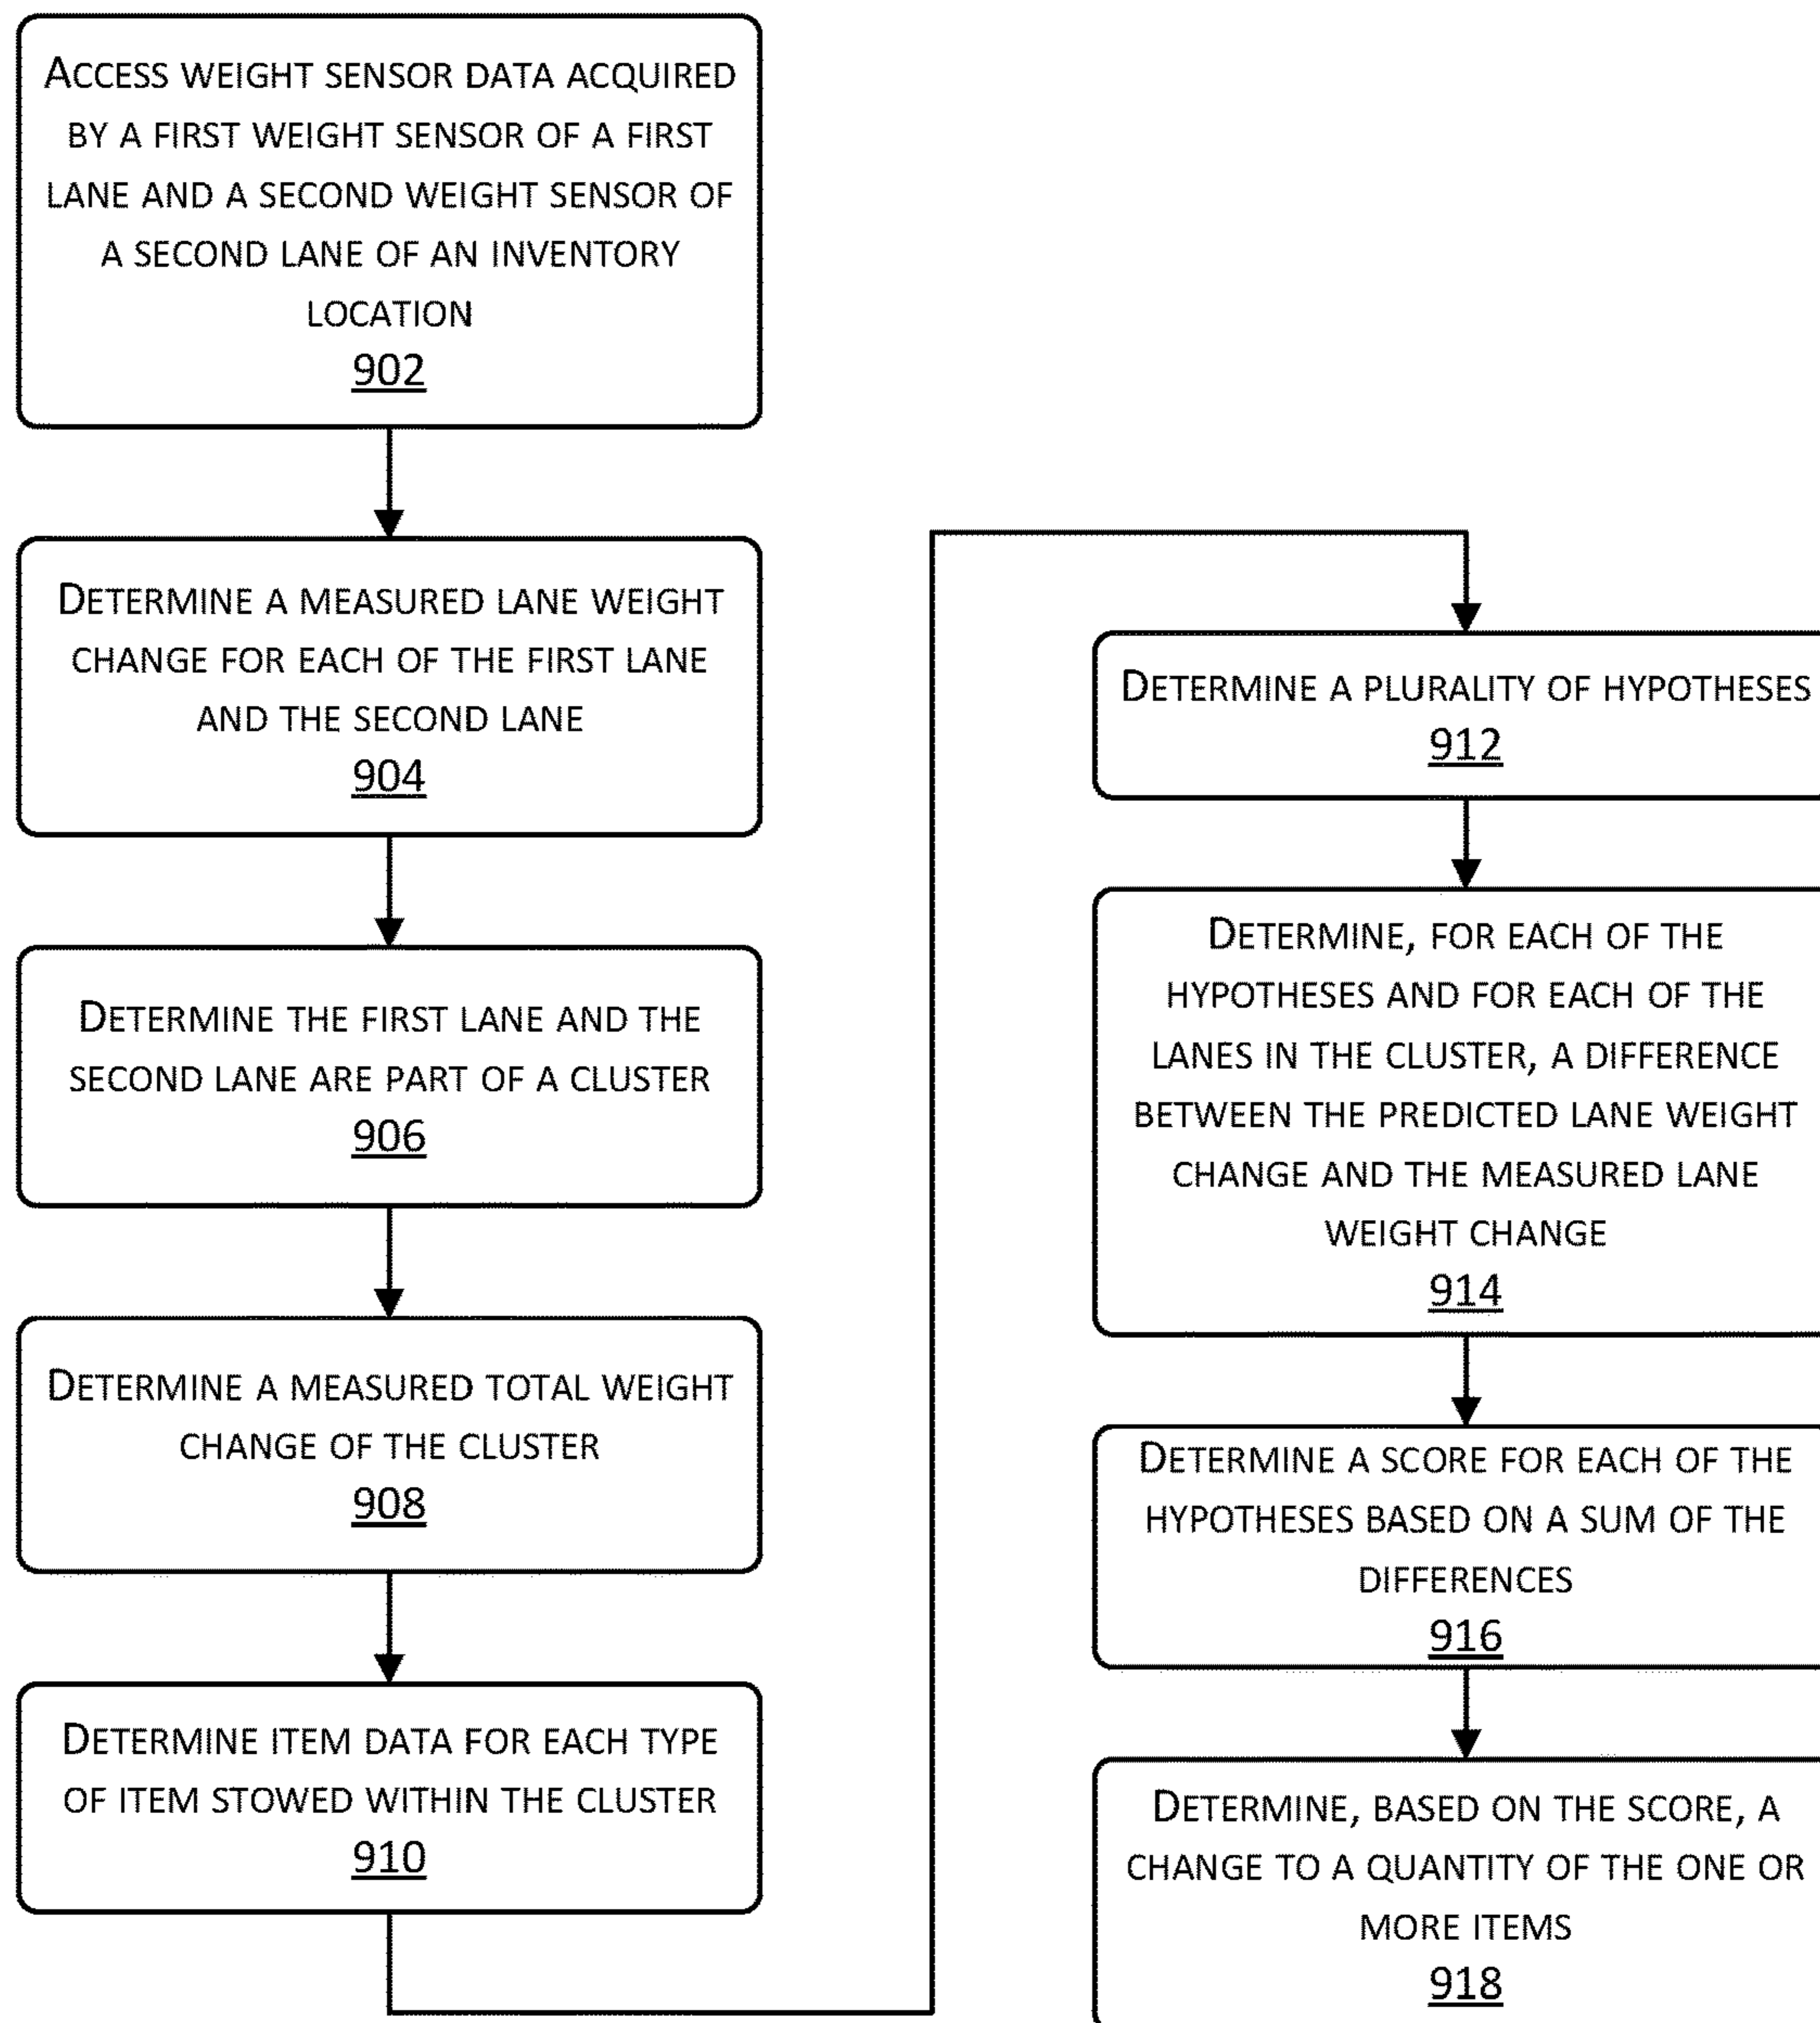 ACCESS WEIGHT SENSOR DATA ACQUIRED
BY A FIRST WEIGHT SENSOR OF A FIRST
LANE AND A SECOND WEIGHT SENSOR OF
A SECOND LANE OF AN INVENTORY
LOCATION
902
DETERMINE A MEASURED LANE WEIGHT
CHANGE FOR EACH OF THE FIRST LANE
AND THE SECOND LANE
904
DETERMINE THE FIRST LANE AND THE
SECOND LANE ARE PART OF A CLUSTER
906
DETERMINE A MEASURED TOTAL WEIGHT
CHANGE OF THE CLUSTER
908
DETERMINE ITEM DATA FOR EACH TYPE
OF ITEM STOWED WITHIN THE CLUSTER
910
DETERMINE A PLURALITY OF HYPOTHESES
912
DETERMINE, FOR EACH OF THE
HYPOTHESES AND FOR EACH OF THE
LANES IN THE CLUSTER, A DIFFERENCE
BETWEEN THE PREDICTED LANE WEIGHT
CHANGE AND THE MEASURED LANE
WEIGHT CHANGE
914
DETERMINE A SCORE FOR EACH OF THE
HYPOTHESES BASED ON A SUM OF THE
DIFFERENCES
916
DETERMINE, BASED ON THE SCORE, A
CHANGE TO A QUANTITY OF THE ONE OR
MORE ITEMS
918